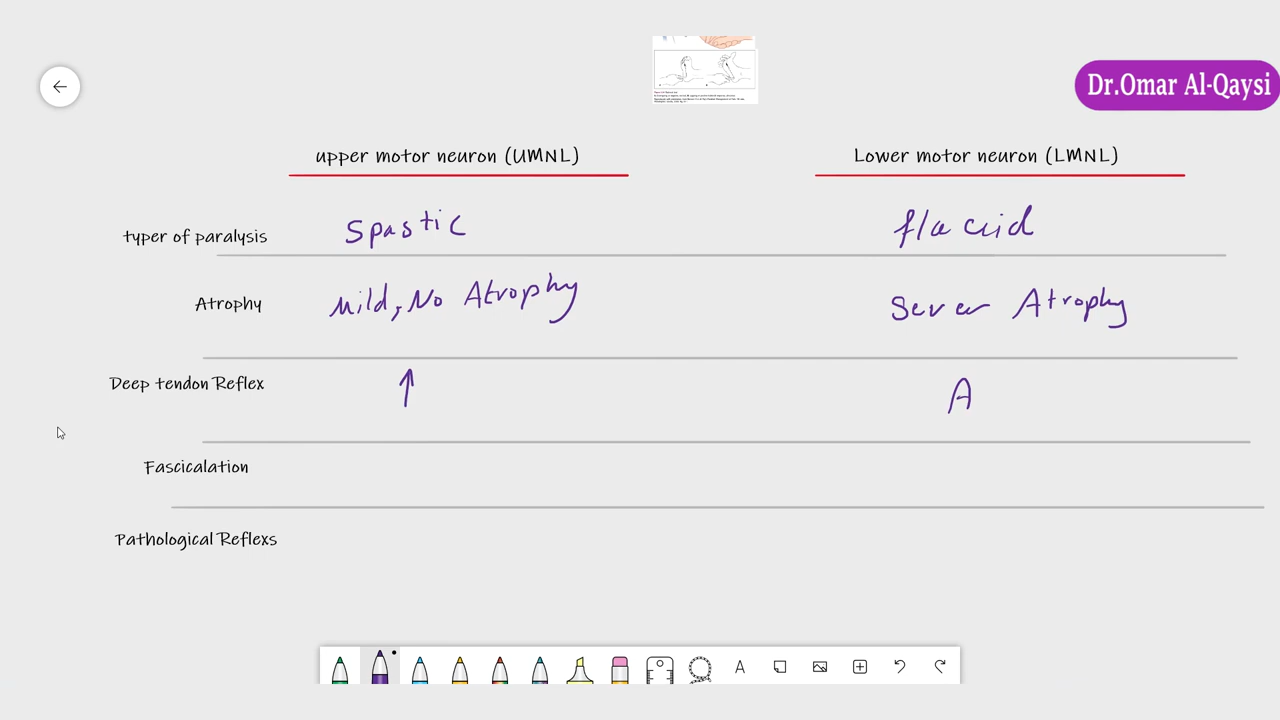 Dr.Omar Al-Qaysi
upper motor neuron (UMNL) Lower motor neuron (LMNL)
typer of paralysis Spastic flacid
Atrophy Mild, No Atrophy Sever Atrophy
Deep tendon Reflex ↑ A
Fascicalation
Pathological Reflexs
A